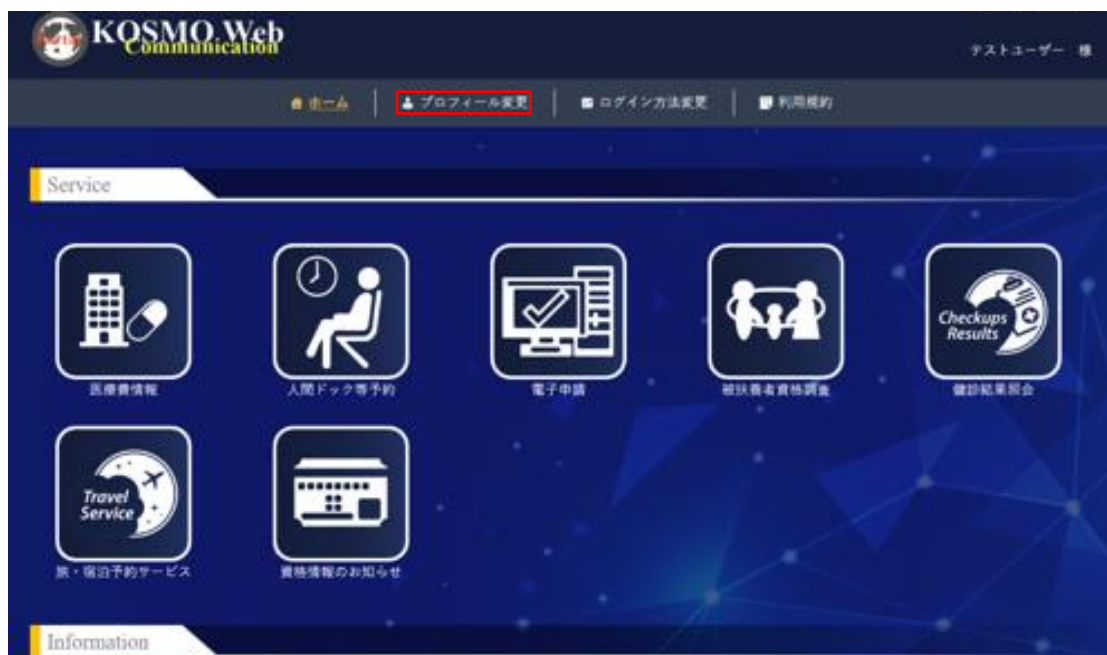 Portal KOSMO Web
Communication
テストユーザー 様
ホーム
プロフィール変更
ログイン方法変更
利用規約
Service
Checkups
Results
医療費情報
人間ドック等予約
電子申請
被扶養者資格調査
健診結果照会
Travel
Service
旅・宿泊予約サービス
資格情報のお知らせ
Information